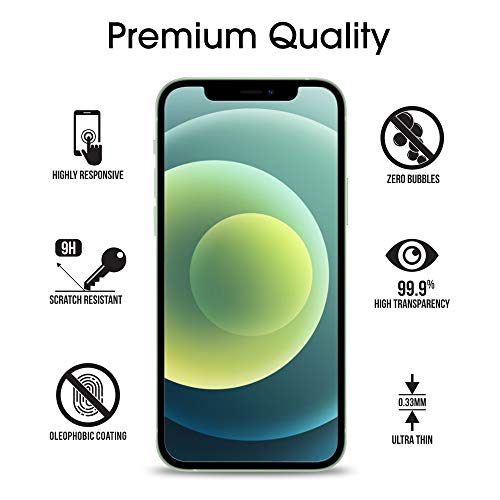 Premium Quality
HIGHLY RESPONSIVE
9H
SCRATCH RESISTANT
OLEOPHOBIC COATING
ZERO BUBBLES
99.9%
HIGH TRANSPARENCY
0.33MM
ULTRA THIN